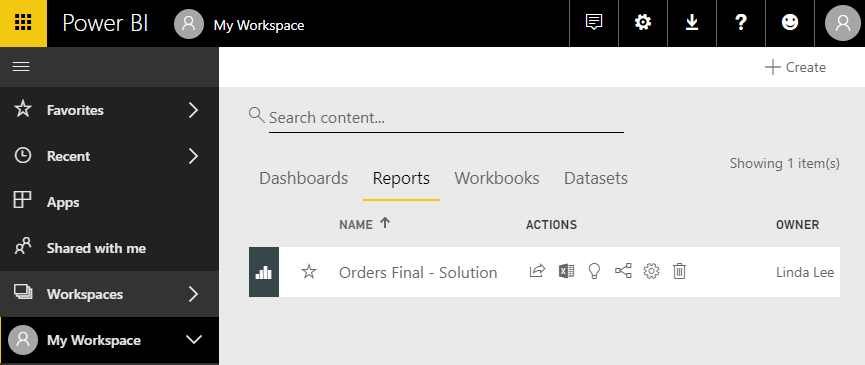 Power BI My Workspace ?
Create
Favorites
Search content...
Recent
Showing 1 item(s)
Dashboards Reports Workbooks Datasets
Apps
NAME ACTIONS OWNER
Shared with me
Orders Final - Solution Linda Lee
Workspaces
My Workspace